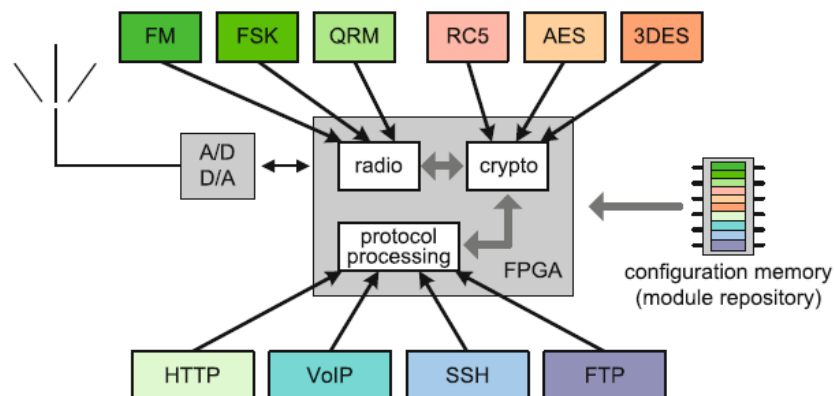 FM FSK QRM RC5 AES 3DES
A/D
D/A
radio crypto
protocol
processing
FPGA
configuration memory
(module repository)
HTTP VoIP SSH FTP